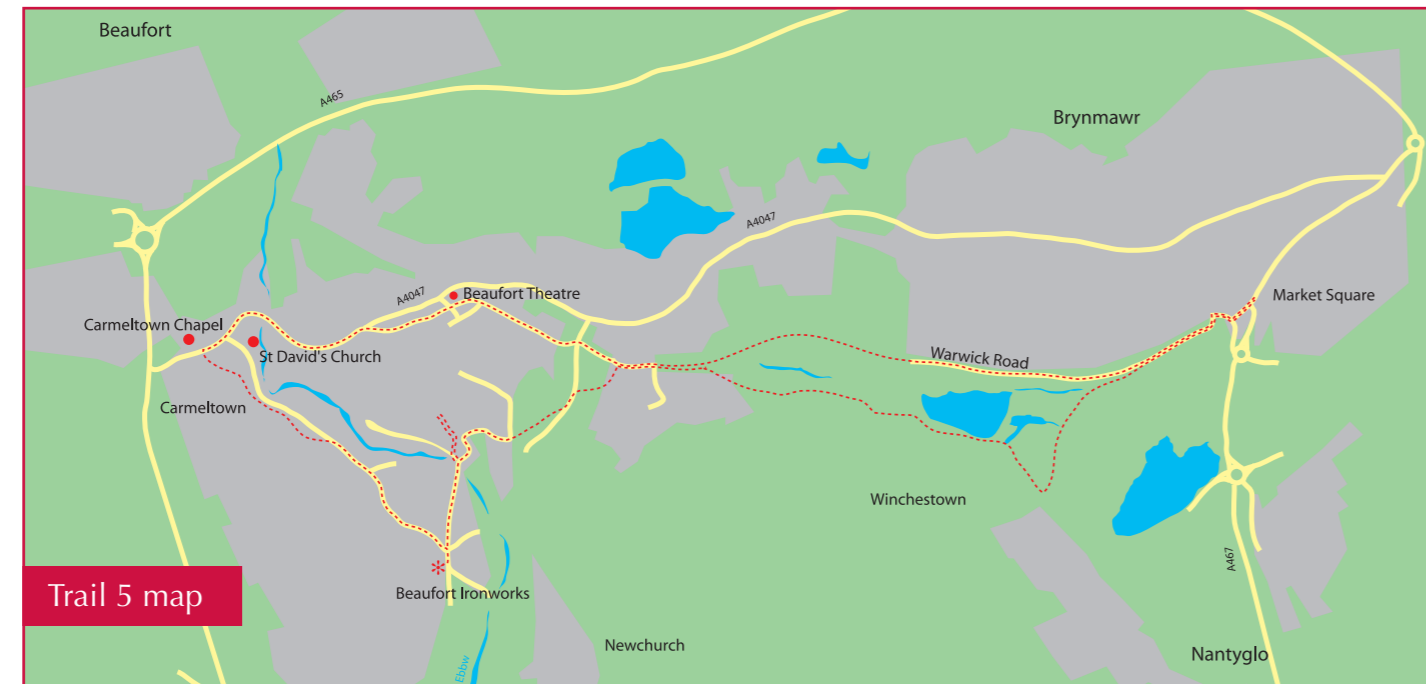 Beaufort
A465
Brynmawr
A4047
Beaufort Theatre
A4047
Market Square
Carmeltown Chapel
St David's Church
Warwick Road
Carmeltown
Winchestown
A467
Beaufort Ironworks
Trail 5 map
Newchurch
Ebbw
Nantyglo